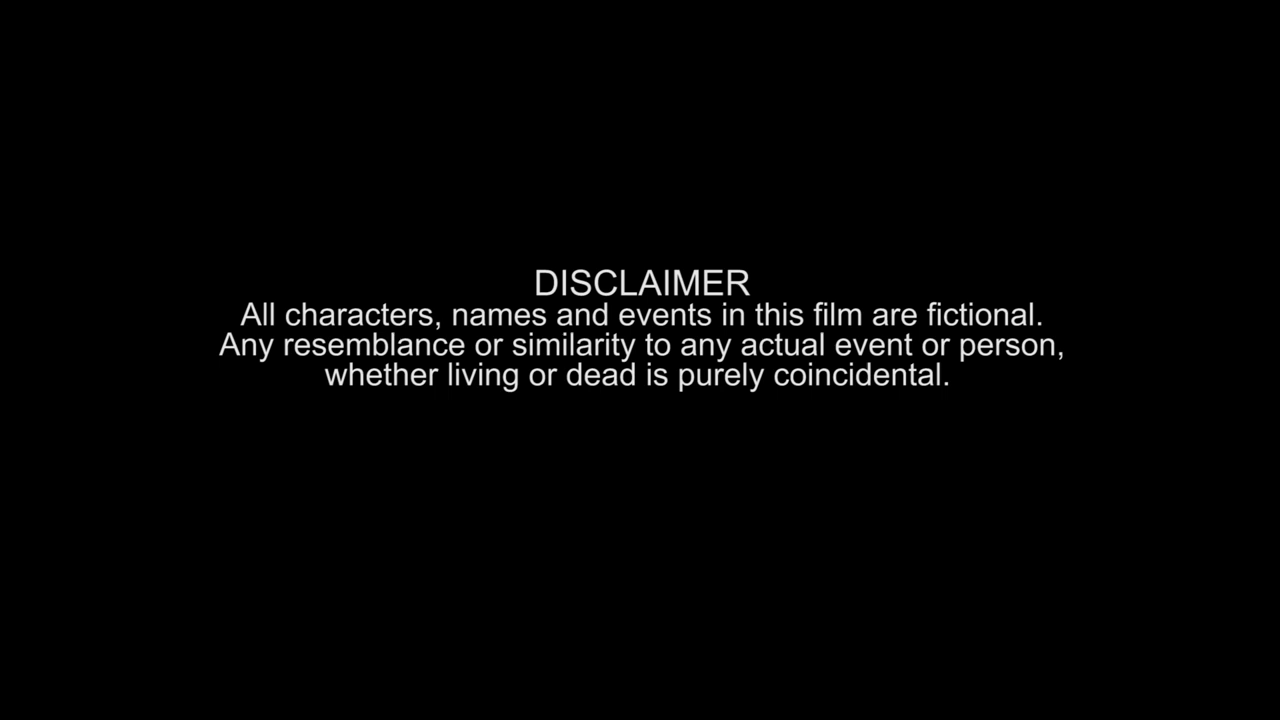 DISCLAIMER
All characters, names and events in this film are fictional.
Any resemblance or similarity to any actual event or person,
whether living or dead is purely coincidental.